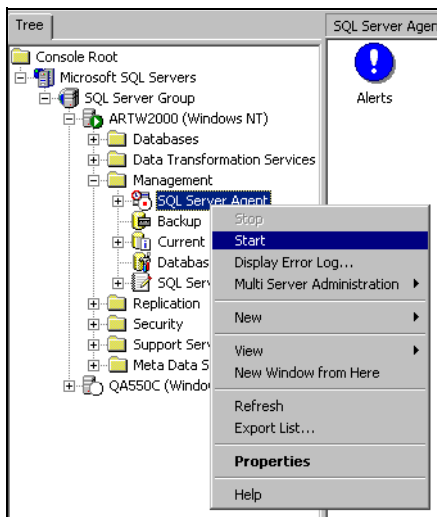 Tree
SQL Server Agen
Console Root
Microsoft SQL Servers
SQL Server Group
ARTW2000 (Windows NT)
Databases
Data Transformation Services
Management
SQL Server Agent
Backup
Current
Databas
SQL Serv
Replication
Security
Support Serv
Meta Data S
QA550C (Windo
Alerts
Stop
Start
Display Error Log...
Multi Server Administration
New
View
New Window from Here
Refresh
Export List...
Properties
Help